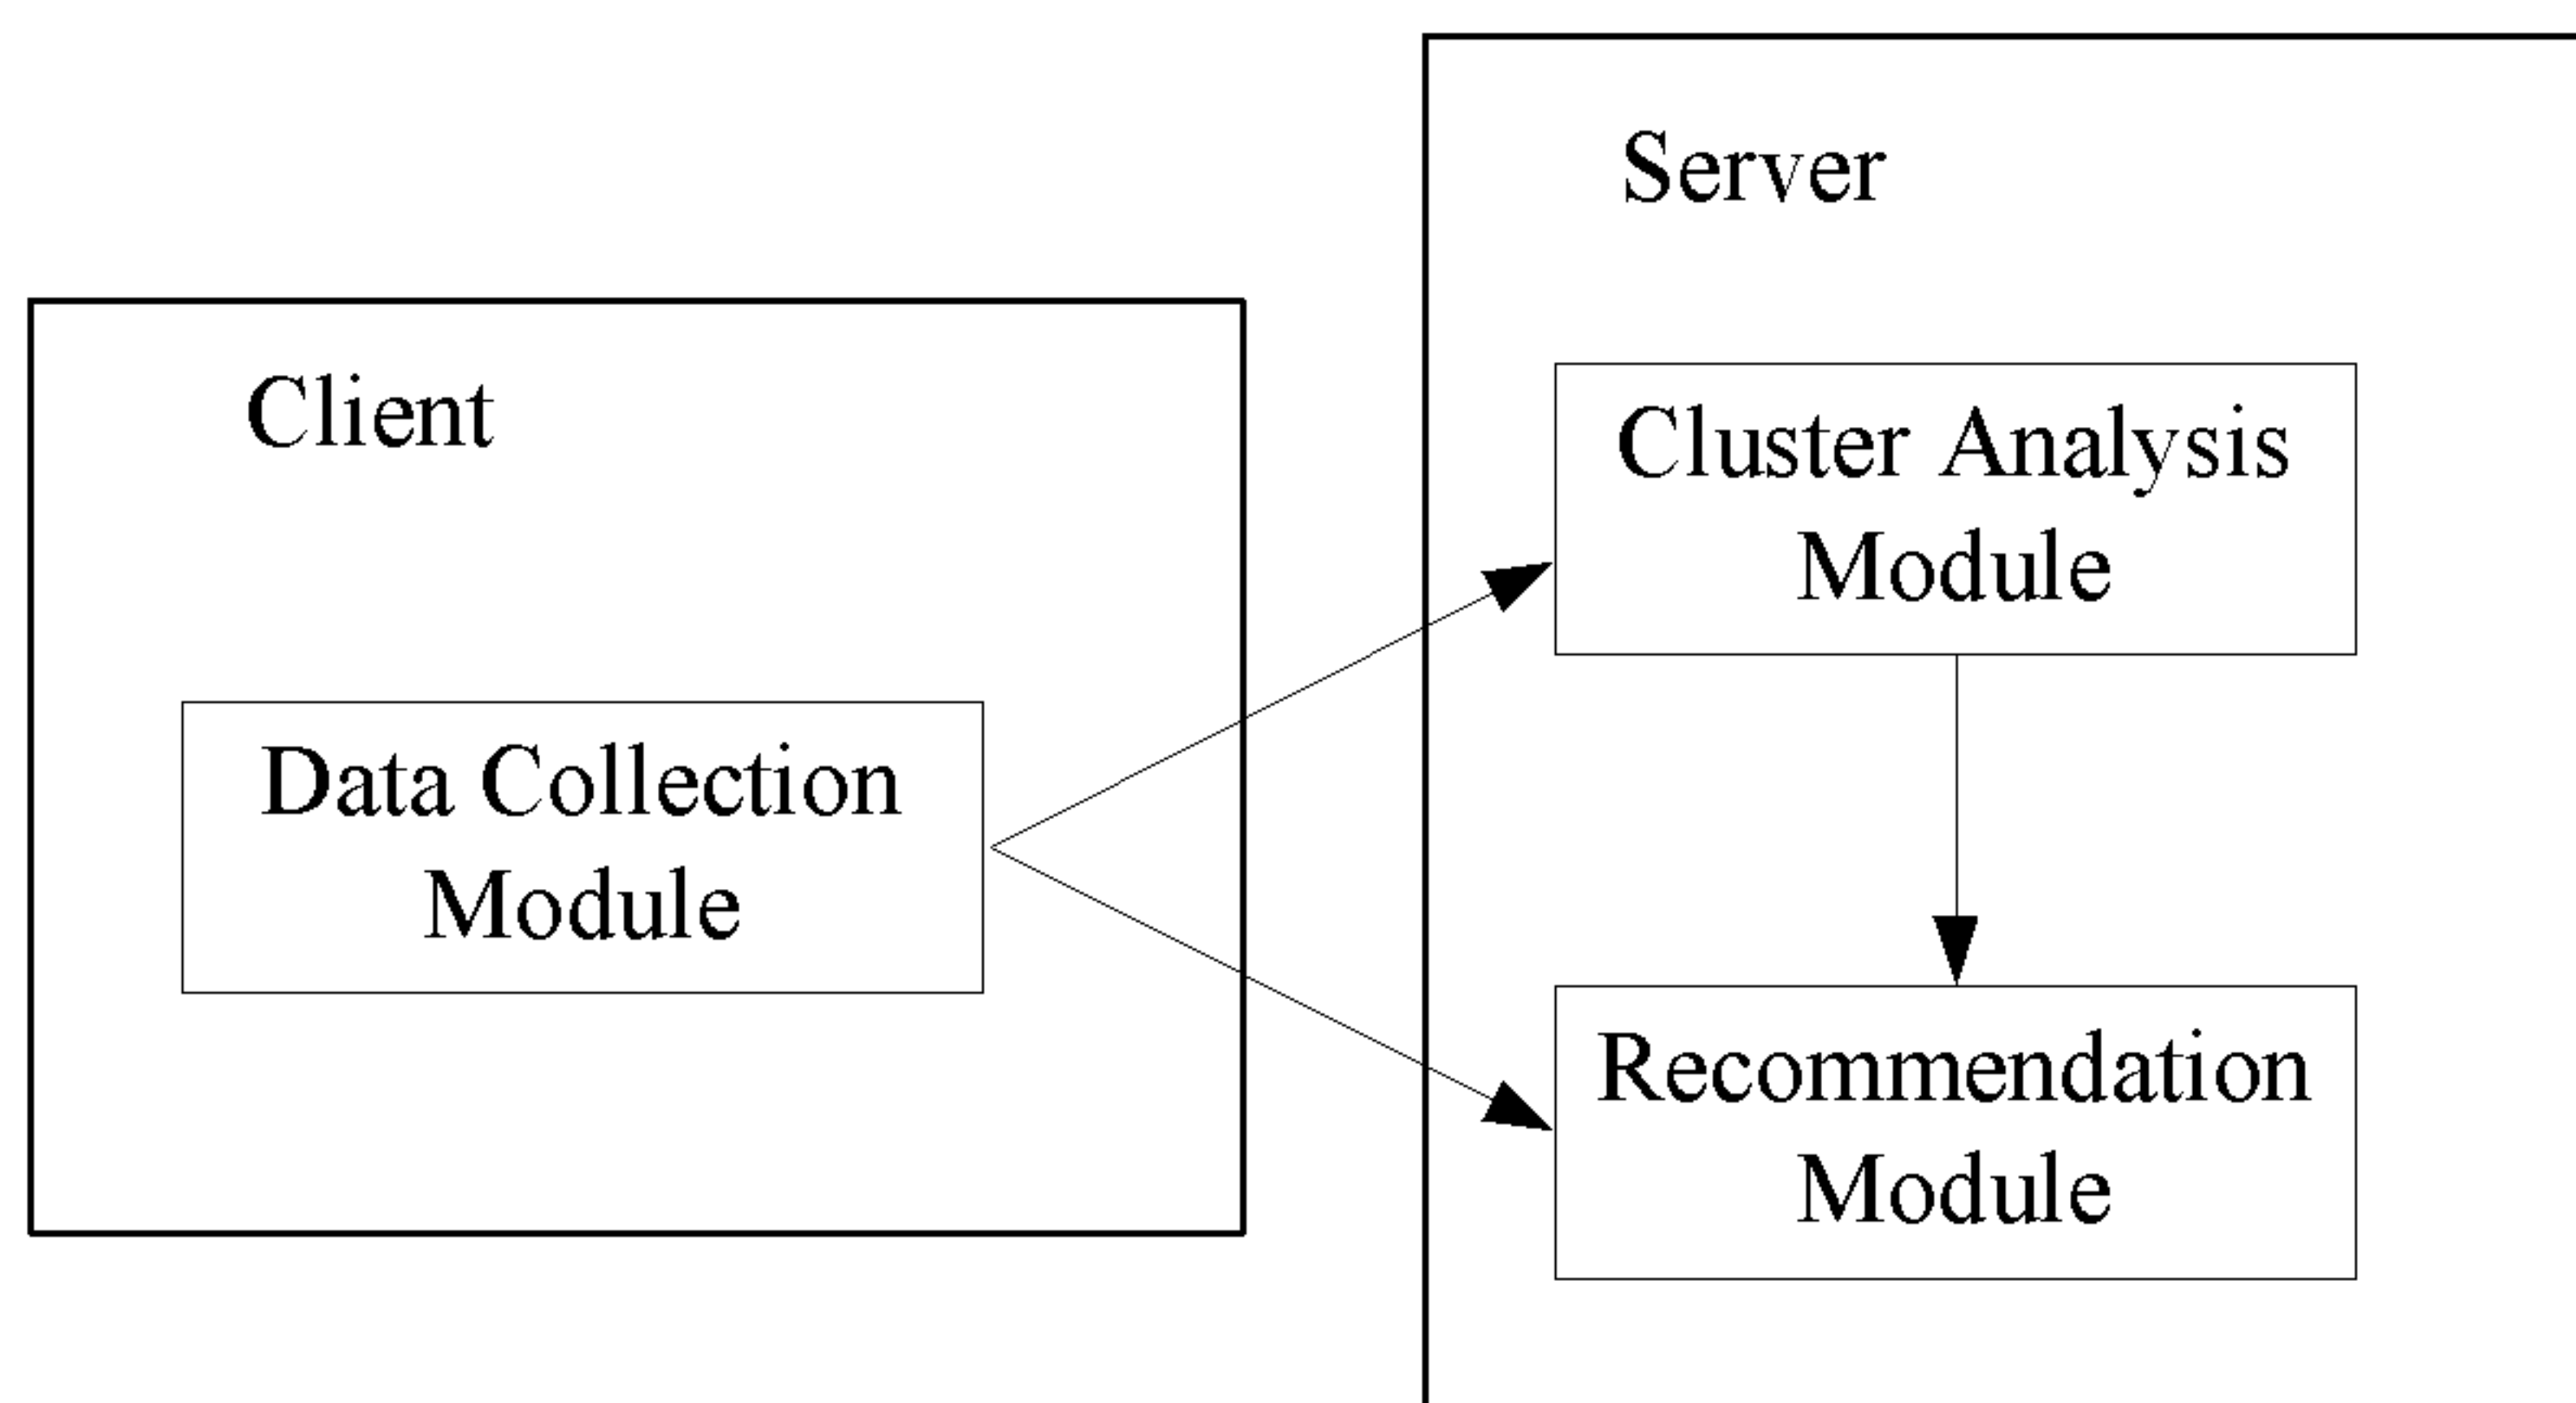 Server
Client
Cluster Analysis
Module
Data Collection
Module
Recommendation
Module